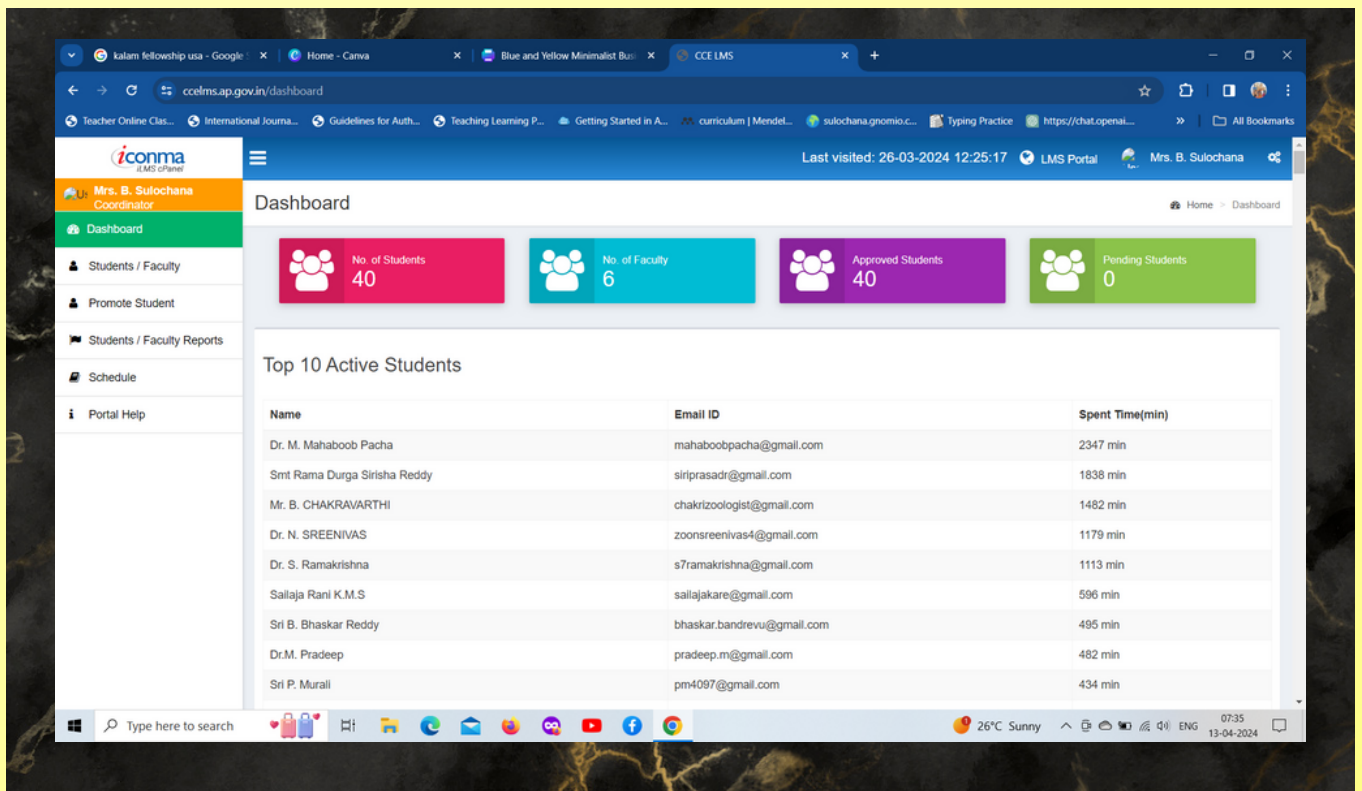 kalam fellowship usa - Google S
Home - Canva
Blue and Yellow Minimalist Busi
CCE LMS
ccelms.ap.gov.in/dashboard
Teacher Online Clas... Internati­onal Journa... Guidelines for Auth... Teaching Learning P... Getting Started in A... curriculum | Mendel... sulochana.gnomio.c... Typing Practice https://chat.openai.... » All Bookmarks
iconma
iLMS cPanel
Last visited: 26-03-2024 12:25:17 LMS Portal Mrs. B. Sulochana
Mrs. B. Sulochana
Coordinator
Dashboard
Students / Faculty
Promote Student
Students / Faculty Reports
Schedule
Portal Help
Dashboard
Home > Dashboard
No. of Students
40
No. of Faculty
6
Approved Students
40
Pending Students
0
Top 10 Active Students
Name Email ID Spent Time(min)
Dr. M. Mahaboob Pacha mahaboobpacha@gmail.com 2347 min
Smt Rama Durga Sirisha Reddy siriprasadr@gmail.com 1838 min
Mr. B. CHAKRAVARTHI chakrizoologist@gmail.com 1482 min
Dr. N. SREENIVAS zoonsreenivas4@gmail.com 1179 min
Dr. S. Ramakrishna s7ramakrishna@gmail.com 1113 min
Sailaja Rani K.M.S sailajakare@gmail.com 596 min
Sri B. Bhaskar Reddy bhaskar.bandrevu@gmail.com 495 min
Dr.M. Pradeep pradeep.m@gmail.com 482 min
Sri P. Murali pm4097@gmail.com 434 min
Type here to search
26°C Sunny
ENG
07:35
13-04-2024